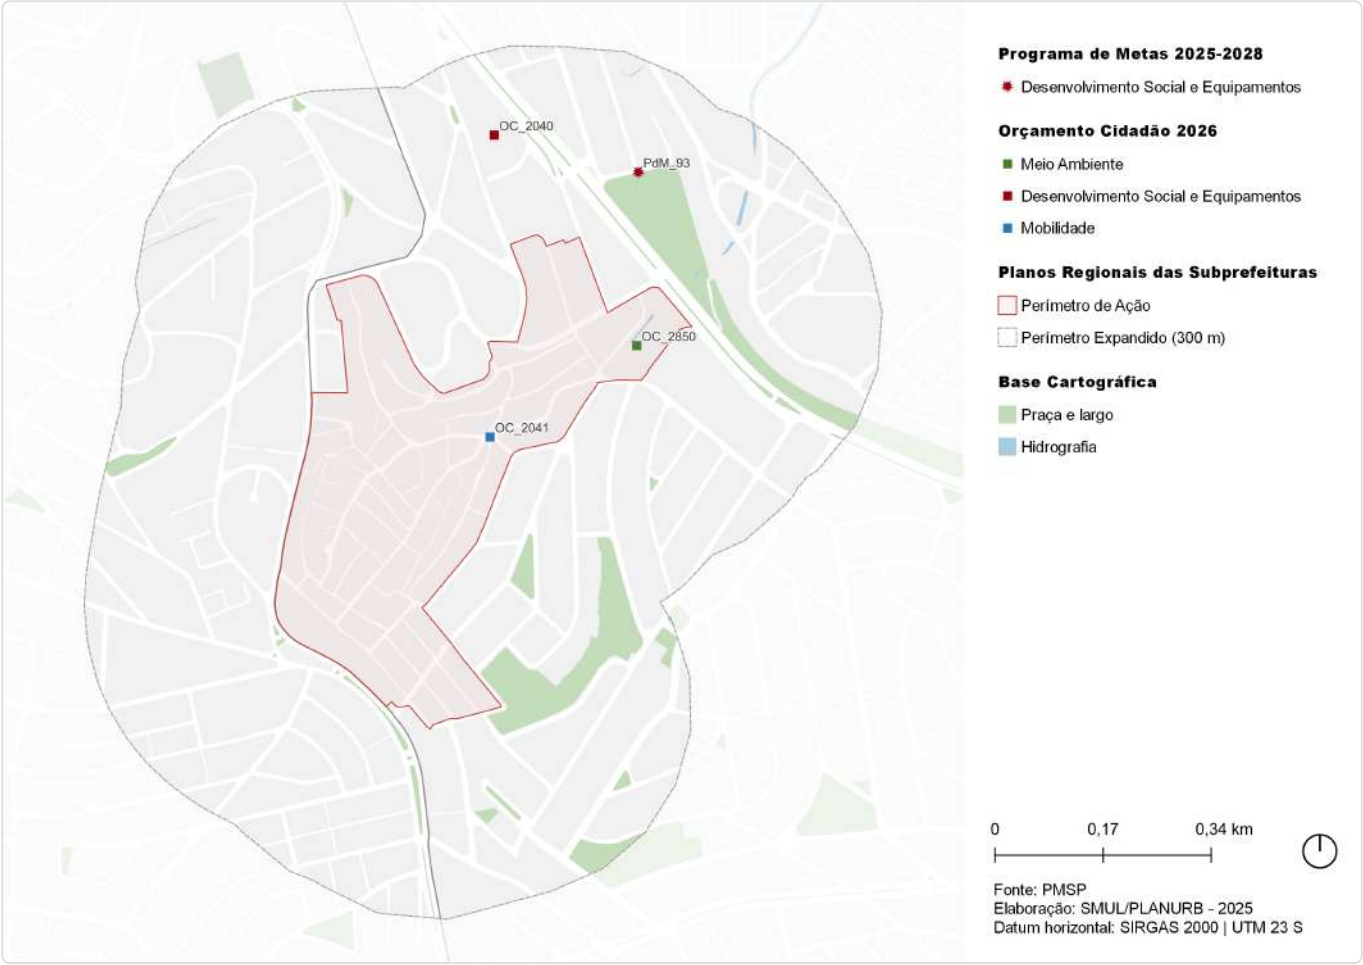 OC_2040
PdM_93
OC_2850
OC_2041
Programa de Metas 2025-2028
Desenvolvimento Social e Equipamentos
Orçamento Cidadão 2026
Meio Ambiente
Desenvolvimento Social e Equipamentos
Mobilidade
Planos Regionais das Subprefeituras
Perímetro de Ação
Perímetro Expandido (300 m)
Base Cartográfica
Praça e largo
Hidrografia
0 0,17 0,34 km
Fonte: PMSP
Elaboração: SMUL/PLANURB - 2025
Datum horizontal: SIRGAS 2000 | UTM 23 S